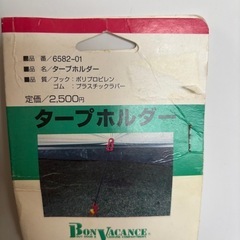 ■品 番／6582-01
■品 名／タープホルダー
■品 質／フック：ポリプロピレン
ゴム ：プラスチックラバー
定価／2,500円
タープホルダー
BON VACANCE